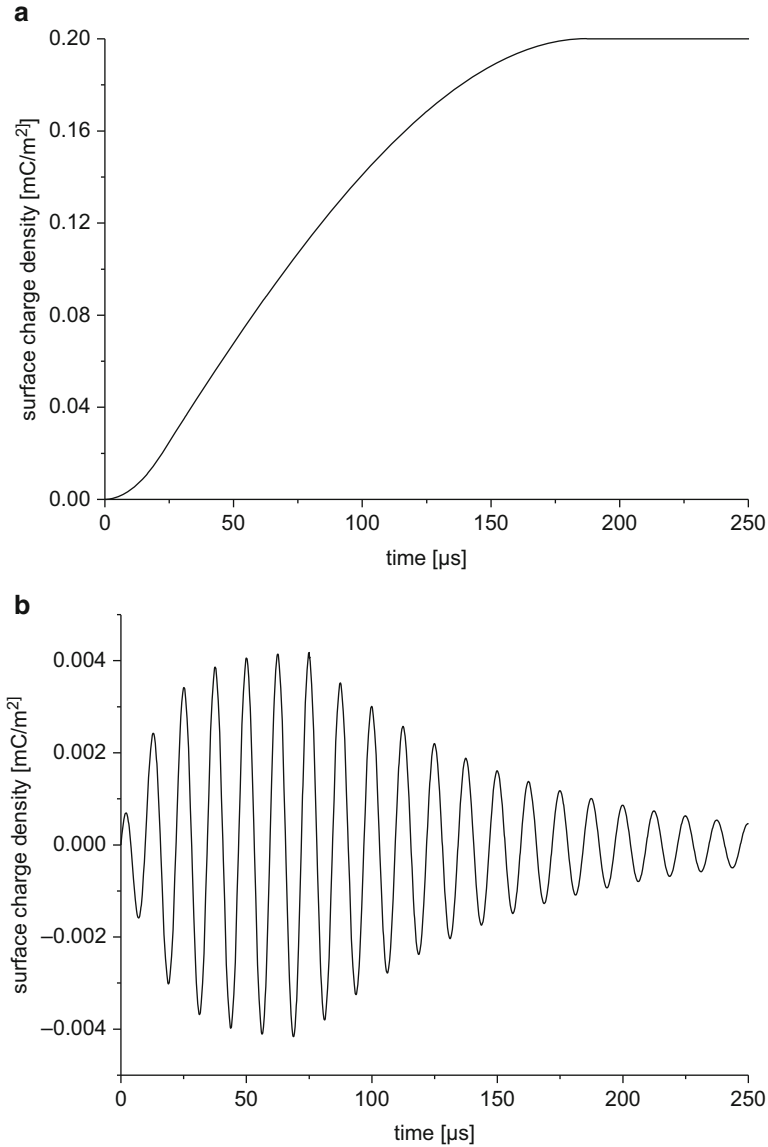 a
surface charge density [mC/m²]]
0.20
0.16
0.12
0.08
0.04
0.00
0 50 100 150 200 250
time [µs]
b
surface charge density [mC/m²]
0.004
0.002
0.000
–0.002
–0.004
0 50 100 150 200 250
time [µs]